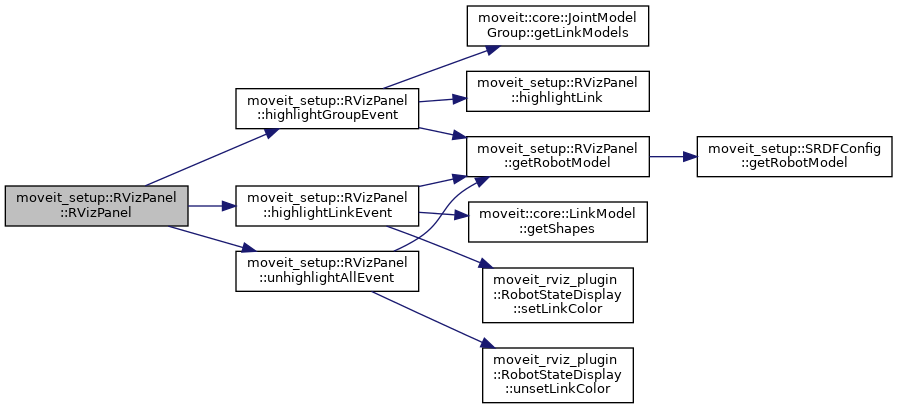 moveit::core::JointModel
Group::getLinkModels
moveit_setup::RVizPanel
::highlightLink
moveit_setup::RVizPanel
::highlightGroupEvent
moveit_setup::RVizPanel
::getRobotModel
moveit_setup::SRDFConfig
::getRobotModel
moveit_setup::RVizPanel
::RVizPanel
moveit_setup::RVizPanel
::highlightLinkEvent
moveit::core::LinkModel
::getShapes
moveit_setup::RVizPanel
::unhighlightAllEvent
moveit_rviz_plugin
::RobotStateDisplay
::setLinkColor
moveit_rviz_plugin
::RobotStateDisplay
::unsetLinkColor